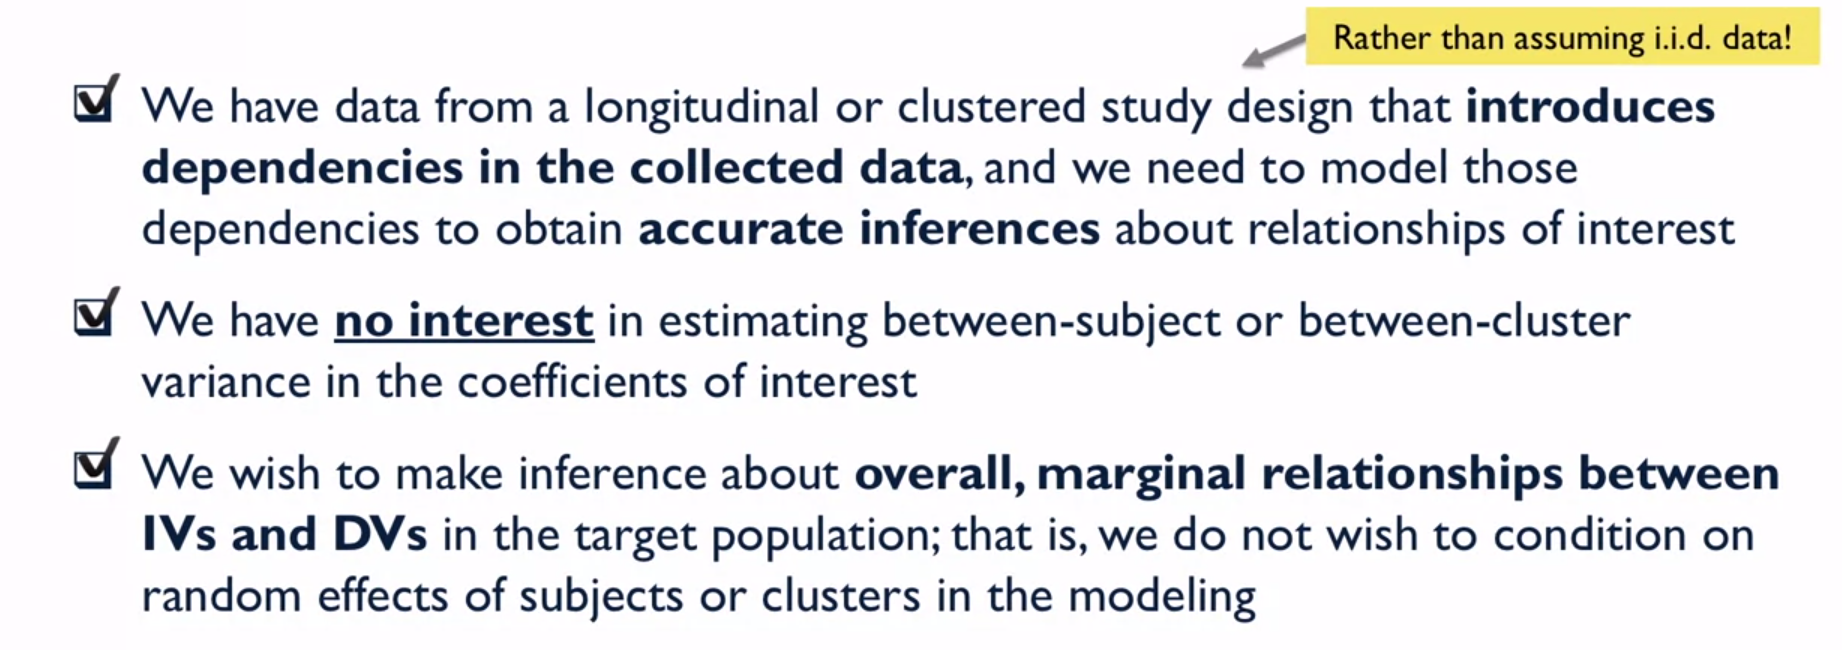 Rather than assuming i.i.d. data!
We have data from a longitudinal or clustered study design that introduces
dependencies in the collected data, and we need to model those
dependencies to obtain accurate inferences about relationships of interest
We have no interest in estimating between-subject or between-cluster
variance in the coefficients of interest
We wish to make inference about overall, marginal relationships between
IVs and DVs in the target population; that is, we do not wish to condition on
random effects of subjects or clusters in the modeling